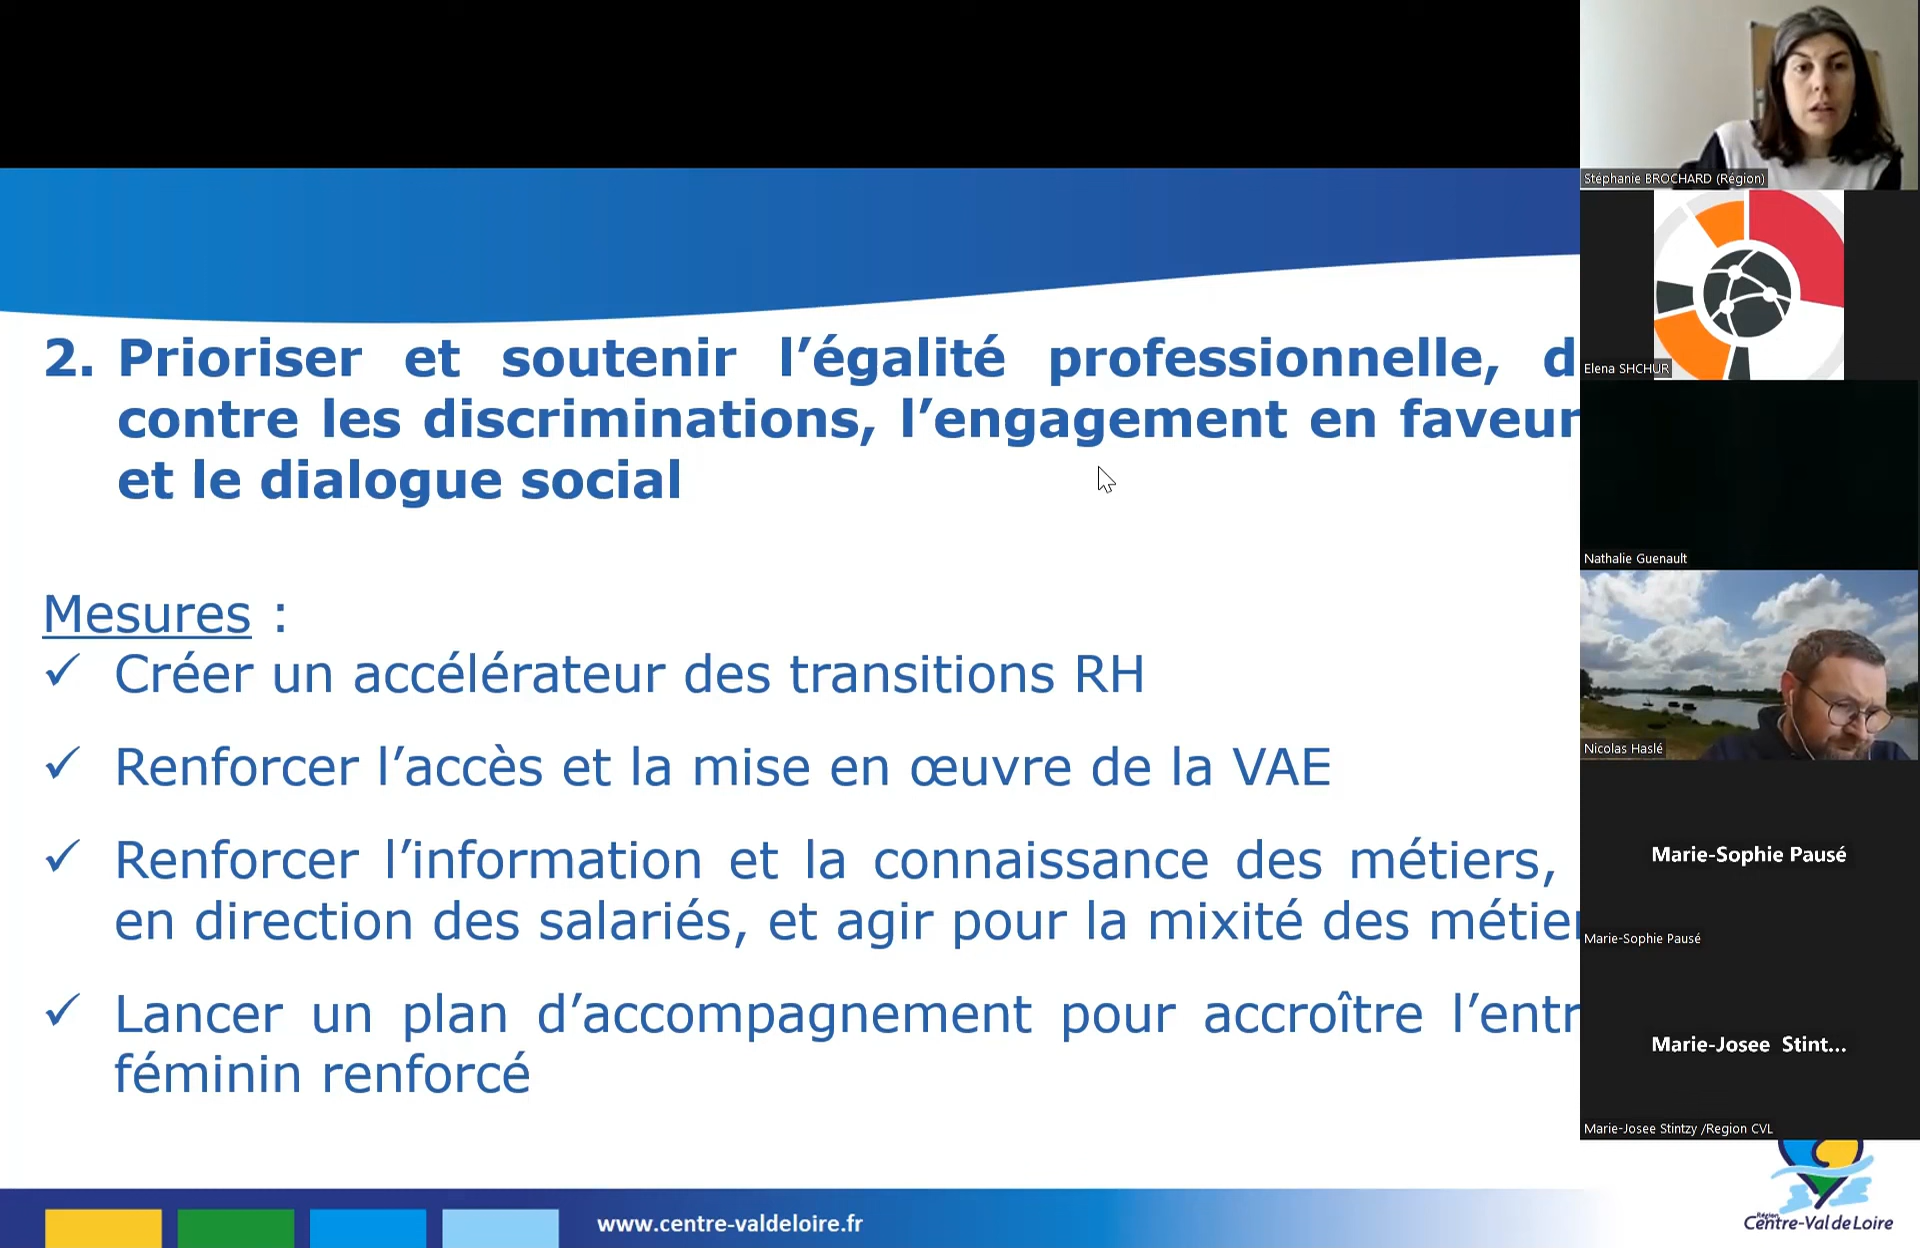 2. Prioriser et soutenir l’égalité professionnelle,
contre les discriminations, l’engagement en faveur
et le dialogue social
Mesures :
✓ Créer un accélérateur des transitions RH
✓ Renforcer l’accès et la mise en œuvre de la VAE
✓ Renforcer l’information et la connaissance des métiers,
en direction des salariés, et agir pour la mixité des
✓ Lancer un plan d’accompagnement pour accroître
féminin renforcé
www.centre-valdeloire.fr
Stéphanie BROCHARD (Région)
Elena SHCHUR
Nathalie Guenault
Nicolas Haslé
Marie-Sophie Pausé
Marie-Sophie Pausé
Marie-Josee Stint...
Marie-Josee Stintzy /Region CVL
Région
Centre-Val de Loire